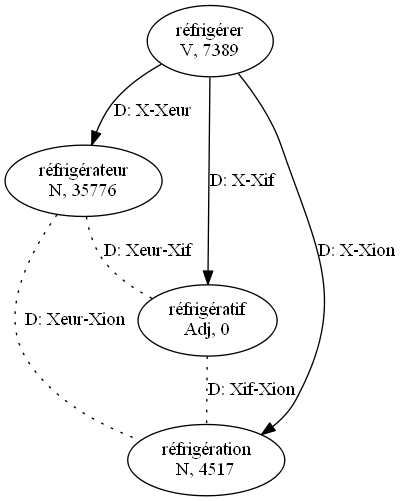 réfrigérer
V, 7389
D: X-Xeur
réfrigérateur
N, 35776
D: X-Xif
D: Xeur-Xif
D: X-Xion
réfrigératif
Adj, 0
D: Xeur-Xion
D: Xif-Xion
réfrigération
N, 4517